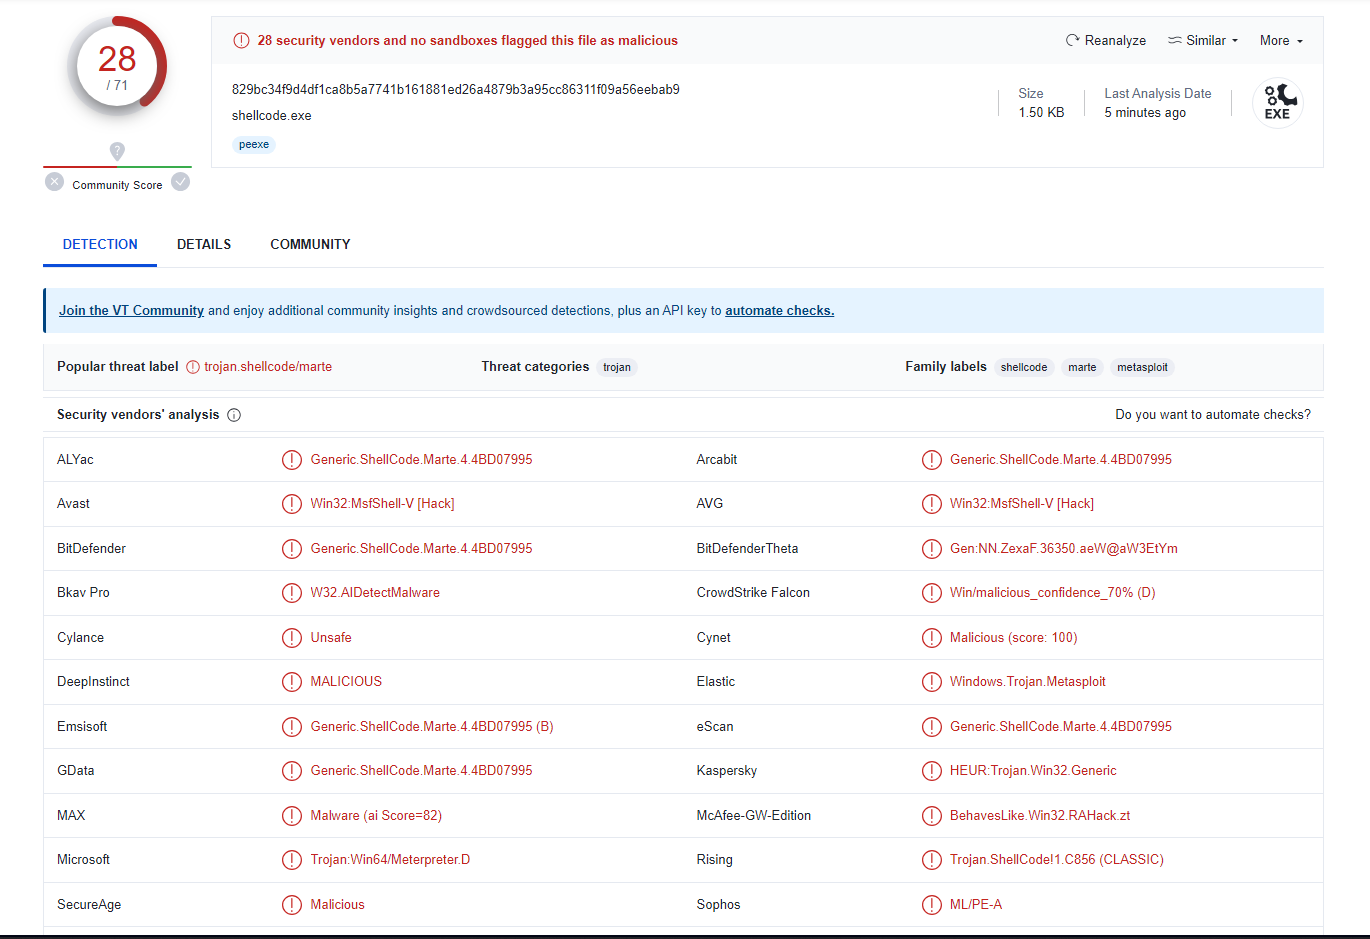 28
/ 71
Community Score
28 security vendors and no sandboxes flagged this file as malicious
Reanalyze Similar More
829bc34f9d4df1ca8b5a7741b161881ed26a4879b3a95cc86311f09a56eebab9
shellcode.exe
peexe
Size
1.50 KB
Last Analysis Date
5 minutes ago
EXE
DETECTION DETAILS COMMUNITY
Join the VT Community and enjoy additional community insights and crowdsourced detections, plus an API key to automate checks.
Popular threat label trojan.shellcode/marte Threat categories trojan Family labels shellcode marte metasploit
Security vendors' analysis Do you want to automate checks?
ALYac Generic.ShellCode.Marte.4.4BD07995 Arcabit Generic.ShellCode.Marte.4.4BD07995
Avast Win32:MsfShell-V [Hack] AVG Win32:MsfShell-V [Hack]
BitDefender Generic.ShellCode.Marte.4.4BD07995 BitDefenderTheta Gen:NN.ZexaF.36350.aeW@aW3EtYm
Bkav Pro W32.AIDetectMalware CrowdStrike Falcon Win/malicious_confidence_70% (D)
Cylance Unsafe Cynet Malicious (score: 100)
DeepInstinct MALICIOUS Elastic Windows.Trojan.Metasploit
Emsisoft Generic.ShellCode.Marte.4.4BD07995 (B) eScan Generic.ShellCode.Marte.4.4BD07995
GData Generic.ShellCode.Marte.4.4BD07995 Kaspersky HEUR:Trojan.Win32.Generic
MAX Malware (ai Score=82) McAfee-GW-Edition BehavesLike.Win32.RAHack.zt
Microsoft Trojan:Win64/Meterpreter.D Rising Trojan.ShellCode!1.C856 (CLASSIC)
SecureAge Malicious Sophos ML/PE-A